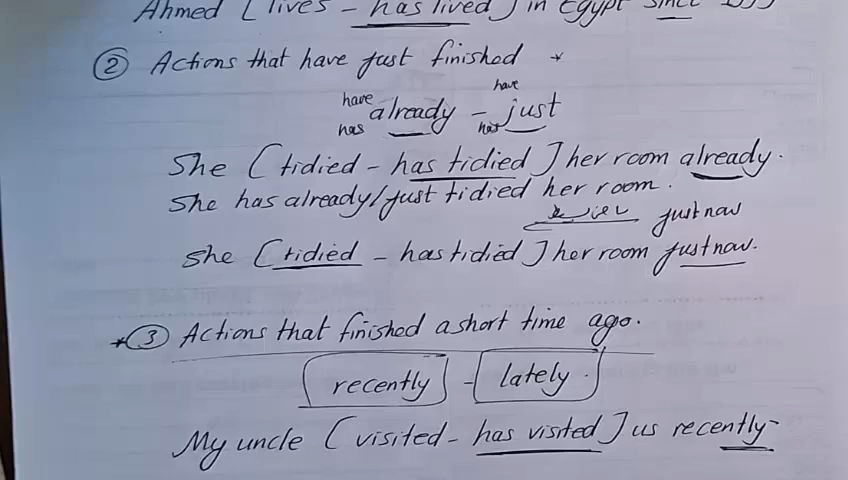 Ahmed [ lives - has lived ] in Egypt since
② Actions that have just finished *
have have
has already - has just
She [ tidied - has tidied ] her room already.
She has already/just tidied her room.
just now
She [ tidied - has tidied ] her room just now.
*③ Actions that finished a short time ago.
recently - lately.
My uncle [ visited - has visited ] us recently-